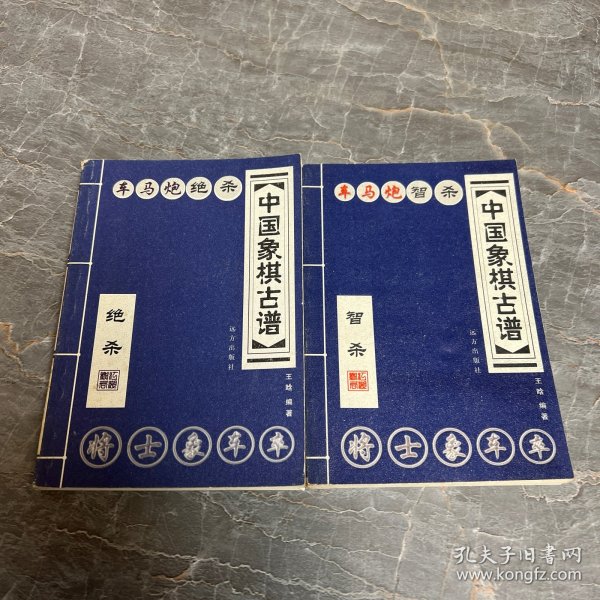 车马炮绝杀
中国象棋古谱
绝杀
远方出版社
王晗 编著
将士象车卒
车马炮智杀
中国象棋古谱
智杀
远方出版社
王晗 编著
将士象车卒
孔夫子旧书网
www.kongfz.com